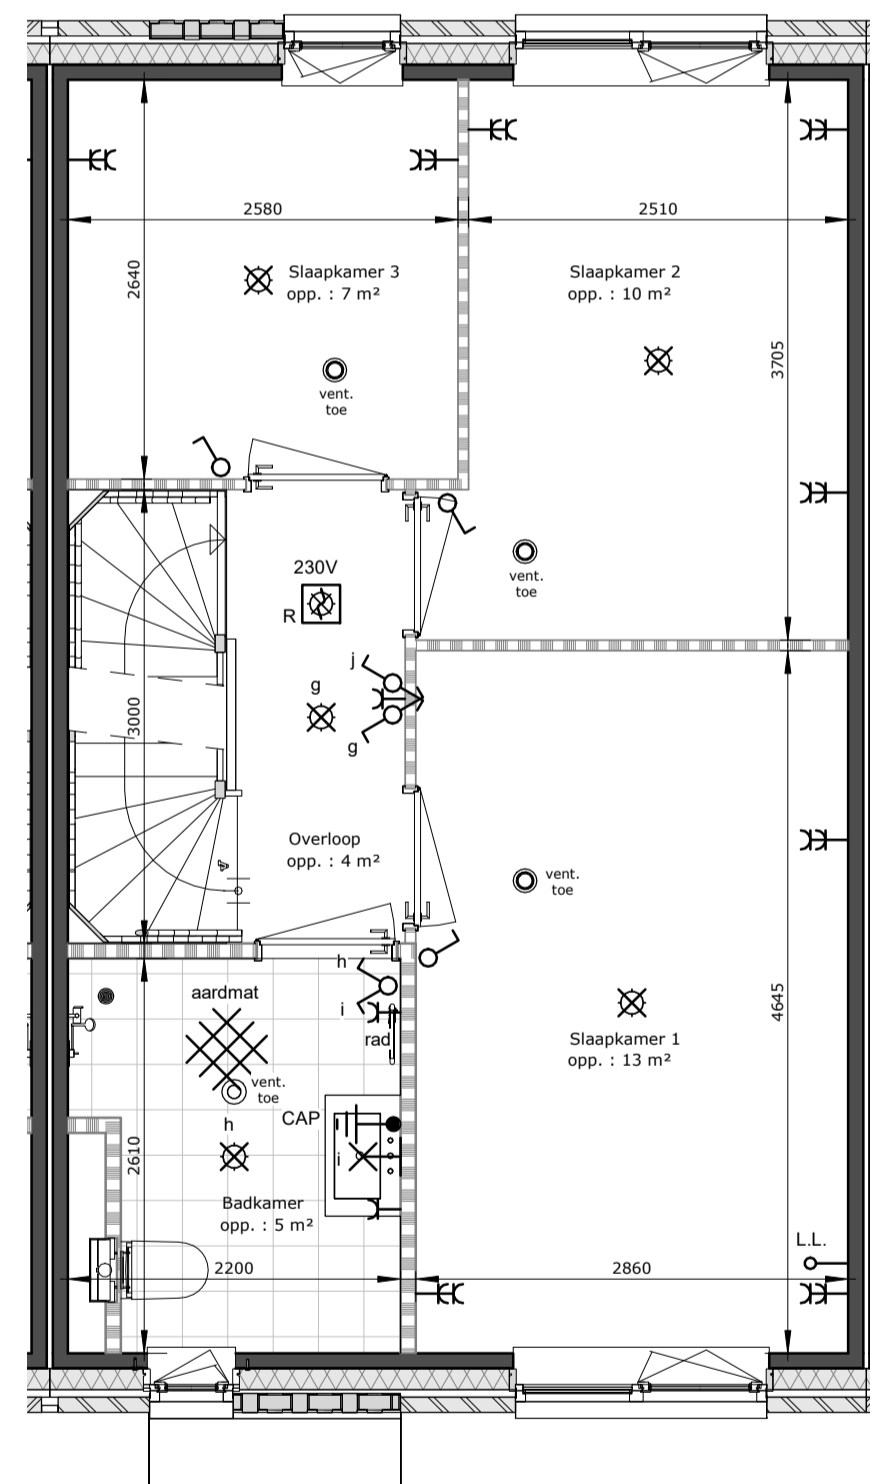 2580
2510
2640
Slaapkamer 3
opp. : 7 m²
Slaapkamer 2
opp. : 10 m²
3705
vent.
toe
vent.
toe
230V
R
j
g
g
3000
Overloop
opp. : 4 m²
4
vent.
toe
h
aardmat
i
rad
4645
Slaapkamer 1
opp. : 13 m²
vent.
toe
h
CAP
i
2610
Badkamer
opp. : 5 m²
L.L.
2200
2860